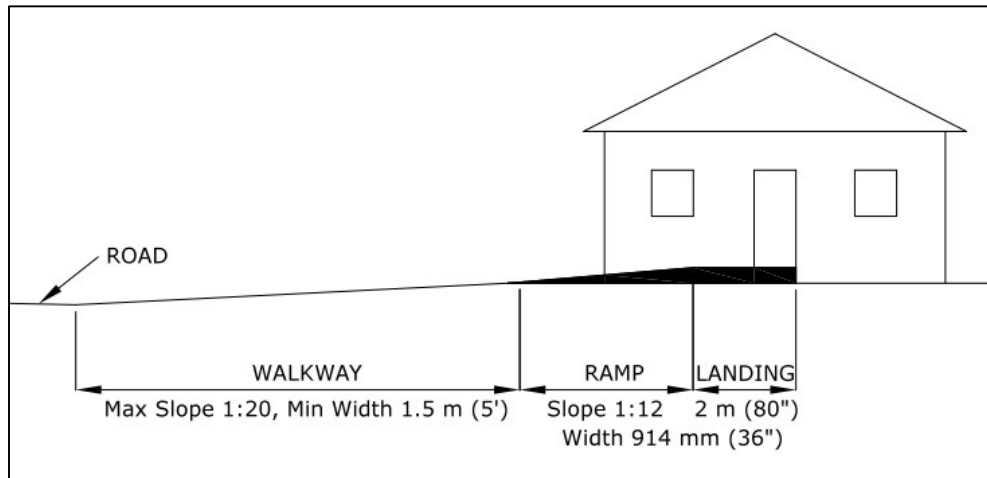 ROAD
WALKWAY
Max Slope 1:20, Min Width 1.5 m (5')
RAMP
Slope 1:12
Width 914 mm (36")
LANDING
2 m (80")